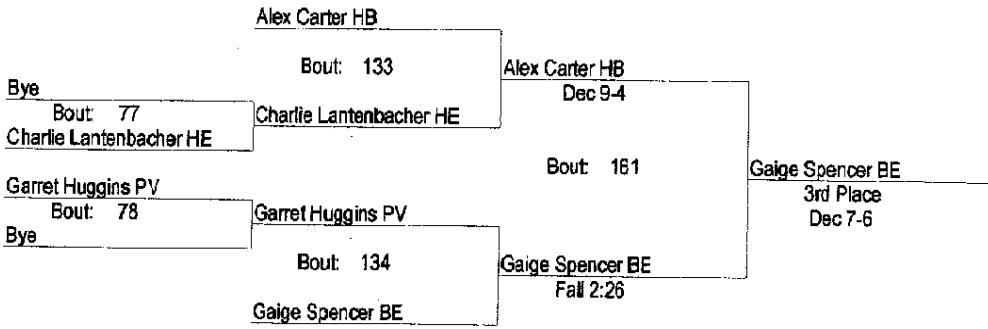 Alex Carter HB
Bout: 133
Alex Carter HB
Dec 9-4
Bye
Bout: 77
Charlie Lantenbacher HE
Charlie Lantenbacher HE
Bout: 161
Gaige Spencer BE
3rd Place
Dec 7-6
Garret Huggins PV
Bout: 78
Garret Huggins PV
Bye
Bout: 134
Gaige Spencer BE
Fall 2:26
Gaige Spencer BE